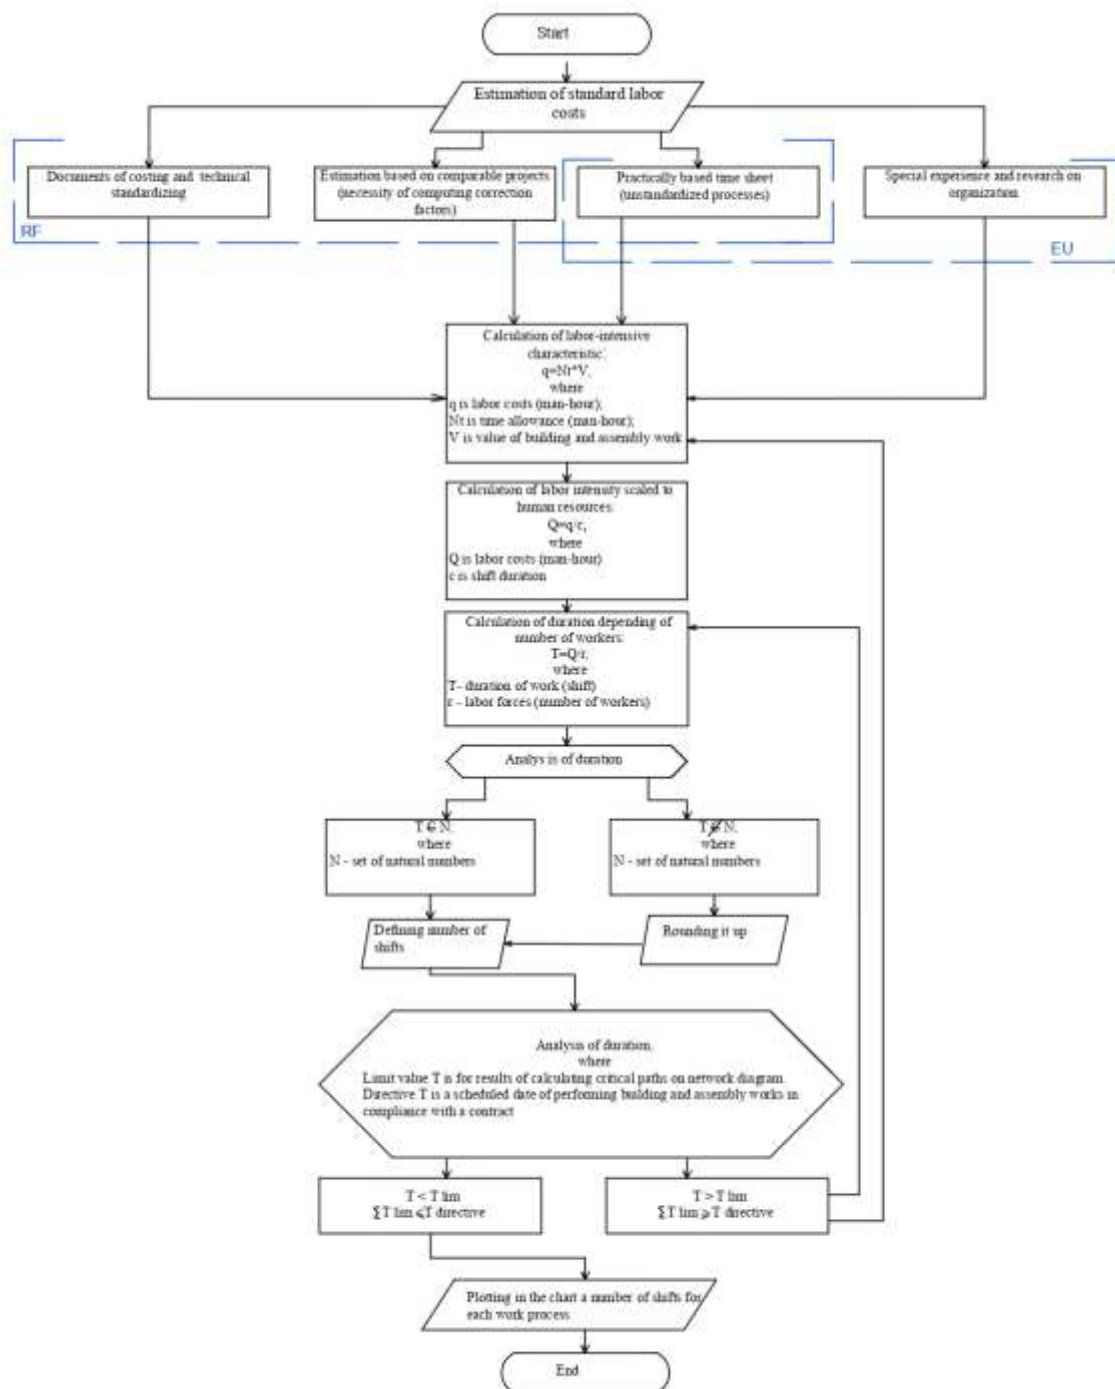 Start
Estimation of standard labor
costs
Documents of costing and technical
standardizing
Estimation based on comparable projects
(necessity of computing correction
factors)
Practically based time sheet
(unstandardized processes)
Special experience and research on
organization
RF
EU
Calculation of labor-intensive
characteristic:
q=Nt*V,
where
q is labor costs (man-hour);
Nt is time allowance (man-hour);
V is value of building and assembly work
Calculation of labor intensity scaled to
human resources:
Q=q/c,
where
Q is labor costs (man-hour)
c is shift duration
Calculation of duration depending of
number of workers:
T=Q/r,
where
T- duration of work (shift)
r - labor forces (number of workers)
Analys is of duration
T ∈ N,
where
N - set of natural numbers
T ∉ N,
where
N - set of natural numbers
Defining number of
shifts
Rounding it up
Analysis of duration,
where
Limit value T is for results of calculating critical paths on network diagram
Directive T is a scheduled date of performing building and assembly works in
compliance with a contract
T < T lim
∑T lim ⩽T directive
T > T lim
∑T lim ⩾T directive
Plotting in the chart a number of shifts for
each work process
End